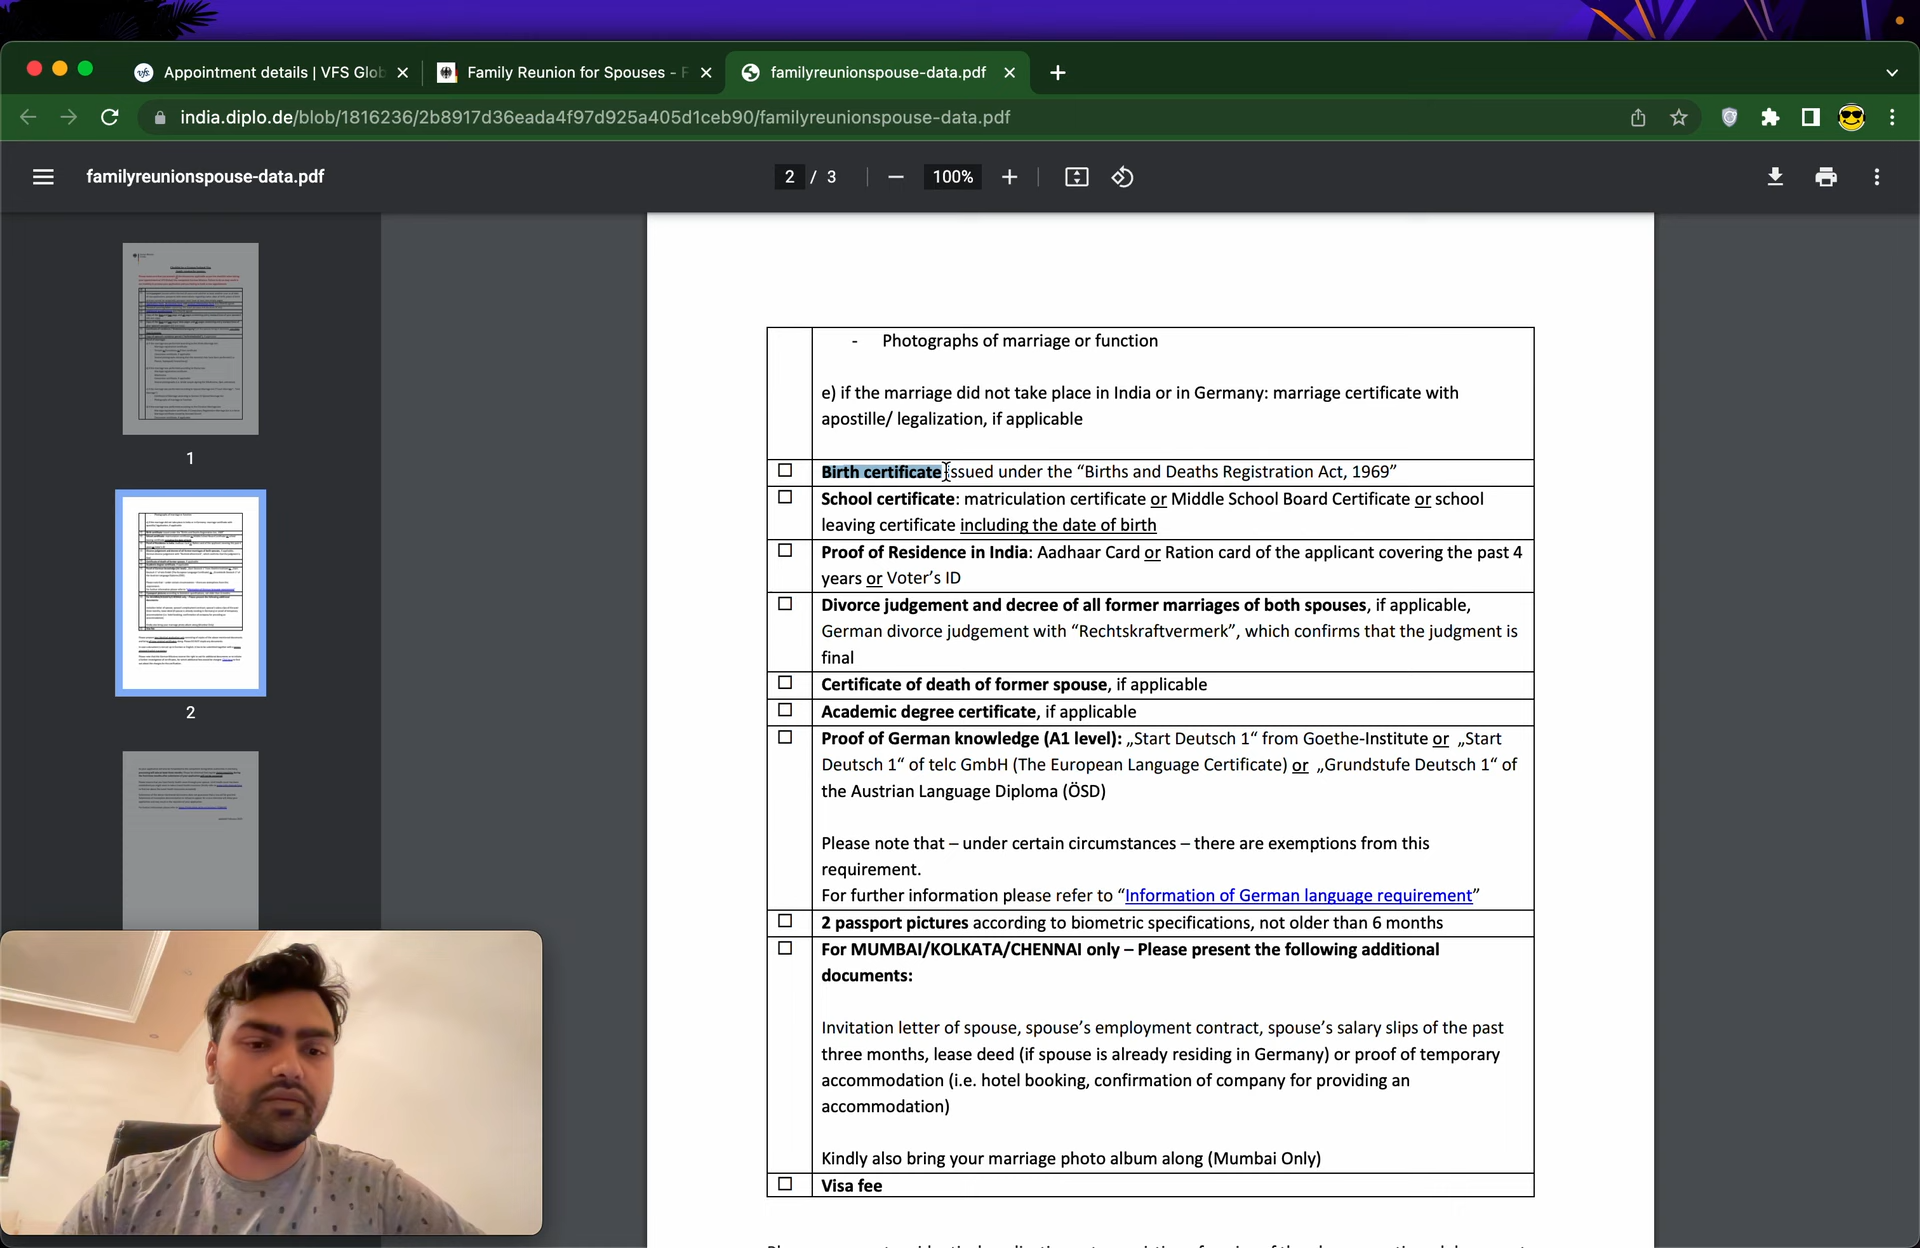 Appointment details | VFS Glob
Family Reunion for Spouses - F
familyreunionspouse-data.pdf
india.diplo.de/blob/1816236/2b8917d36eada4f97d925a405d1ceb90/familyreunionspouse-data.pdf
familyreunionspouse-data.pdf
2 / 3
100%
1
2
- Photographs of marriage or function
e) if the marriage did not take place in India or in Germany: marriage certificate with
apostille/ legalization, if applicable
Birth certificate issued under the “Births and Deaths Registration Act, 1969”
School certificate: matriculation certificate or Middle School Board Certificate or school
leaving certificate including the date of birth
Proof of Residence in India: Aadhaar Card or Ration card of the applicant covering the past 4
years or Voter’s ID
Divorce judgement and decree of all former marriages of both spouses, if applicable,
German divorce judgement with “Rechtskraftvermerk”, which confirms that the judgment is
final
Certificate of death of former spouse, if applicable
Academic degree certificate, if applicable
Proof of German knowledge (A1 level): „Start Deutsch 1“ from Goethe-Institute or „Start
Deutsch 1“ of telc GmbH (The European Language Certificate) or „Grundstufe Deutsch 1“ of
the Austrian Language Diploma (ÖSD)
Please note that – under certain circumstances – there are exemptions from this
requirement.
For further information please refer to “Information of German language requirement”
2 passport pictures according to biometric specifications, not older than 6 months
For MUMBAI/KOLKATA/CHENNAI only – Please present the following additional
documents:
Invitation letter of spouse, spouse’s employment contract, spouse’s salary slips of the past
three months, lease deed (if spouse is already residing in Germany) or proof of temporary
accommodation (i.e. hotel booking, confirmation of company for providing an
accommodation)
Kindly also bring your marriage photo album along (Mumbai Only)
Visa fee